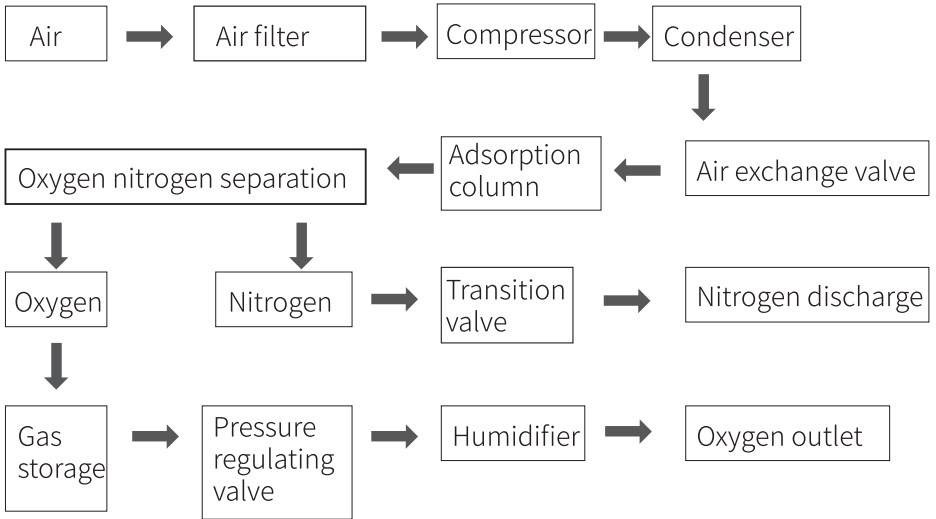 Air
Air filter
Compressor
Condenser
Oxygen nitrogen separation
Adsorption
column
Air exchange valve
Oxygen
Nitrogen
Transition
valve
Nitrogen discharge
Gas
storage
Pressure
regulating
valve
Humidifier
Oxygen outlet